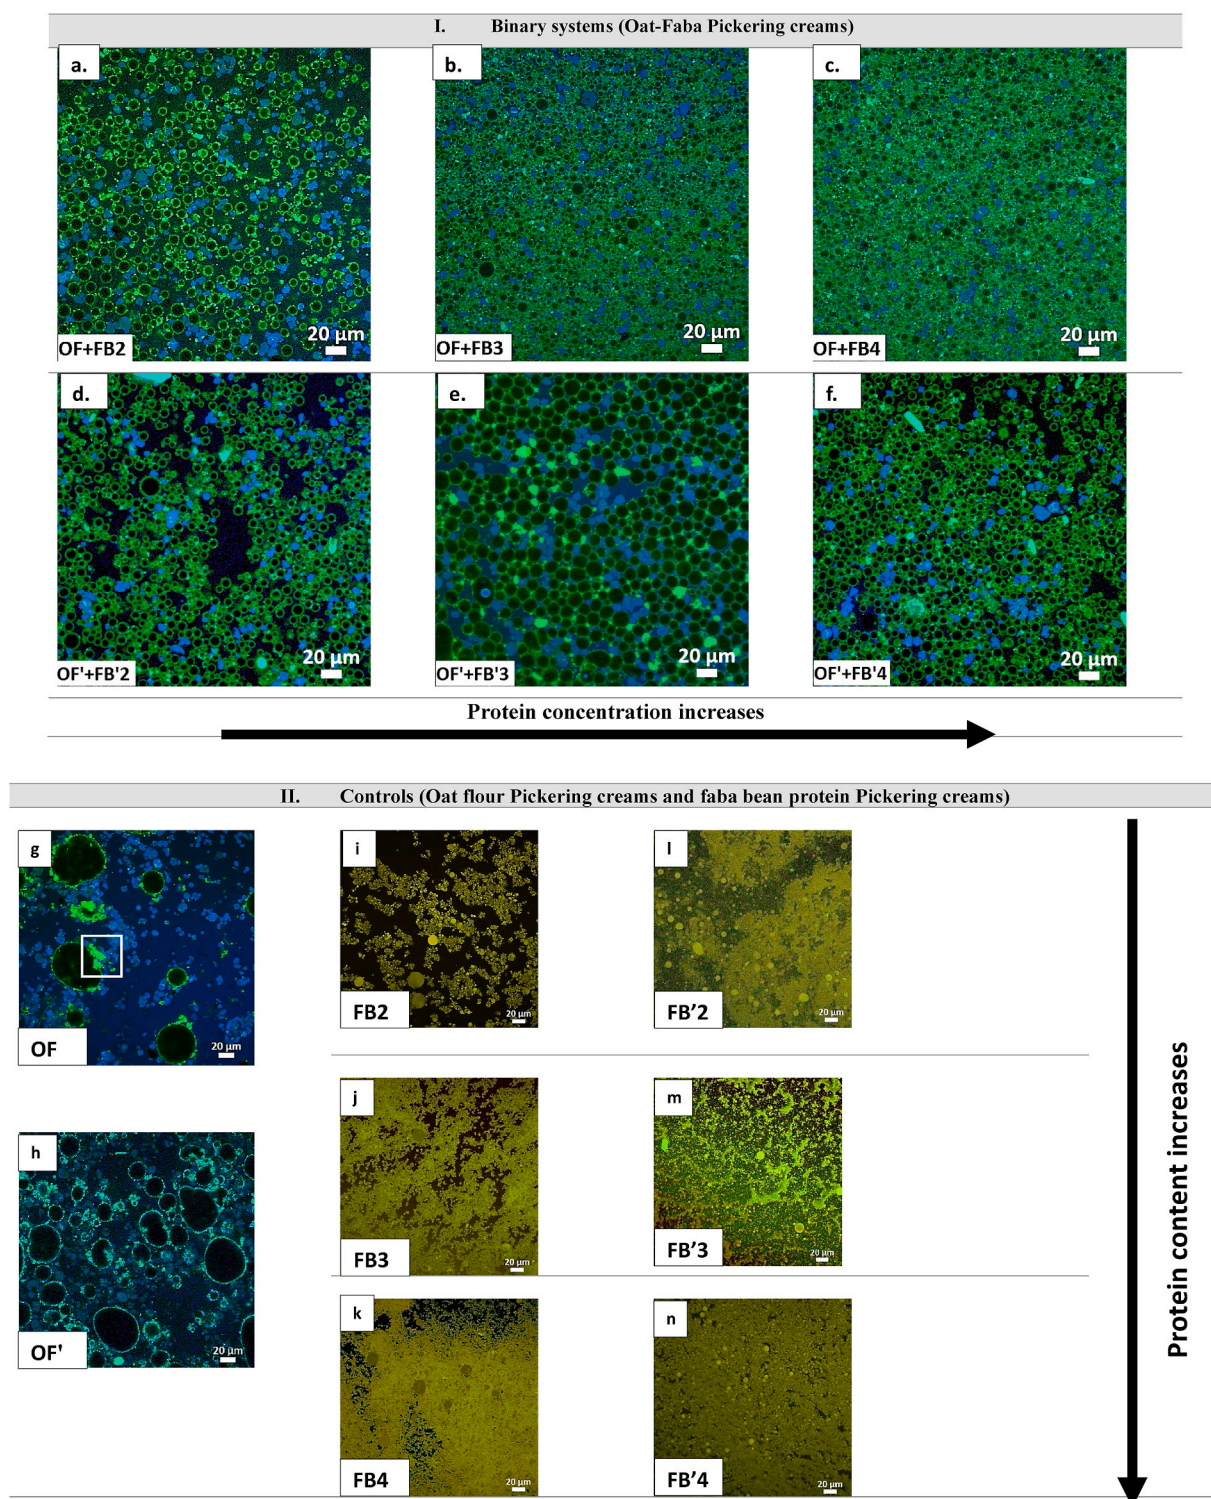 I. Binary systems (Oat-Faba Pickering creams)
a.
b.
c.
20 µm
20 µm
20 µm
OF+FB2
OF+FB3
OF+FB4
d.
e.
f.
20 µm
20 µm
20 µm
OF'+FB'2
OF'+FB'3
OF'+FB'4
Protein concentration increases
II. Controls (Oat flour Pickering creams and faba bean protein Pickering creams)
g
i
l
20 µm
OF
FB2
20 µm
FB’2
20 µm
j
m
FB3
20 µm
FB’3
20 µm
h
20 µm
OF'
k
n
FB4
20 µm
FB’4
20 µm
Protein content increases